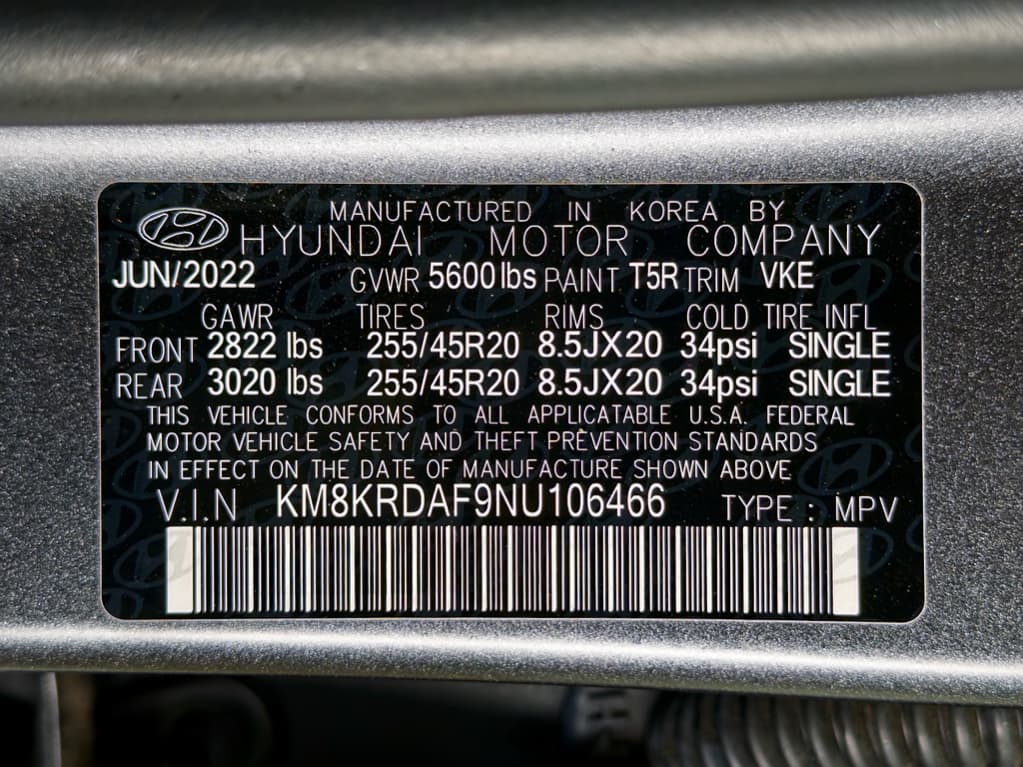 MANUFACTURED IN KOREA BY
HYUNDAI MOTOR COMPANY
JUN/2022 GVWR 5600 lbs PAINT T5R TRIM VKE
GAWR TIRES RIMS COLD TIRE INFL
FRONT 2822 lbs 255/45R20 8.5JX20 34psi SINGLE
REAR 3020 lbs 255/45R20 8.5JX20 34psi SINGLE
THIS VEHICLE CONFORMS TO ALL APPLICATABLE U.S.A. FEDERAL
MOTOR VEHICLE SAFETY AND THEFT PREVENTION STANDARDS
IN EFFECT ON THE DATE OF MANUFACTURE SHOWN ABOVE
V.I.N KM8KRDAF9NU106466 TYPE : MPV